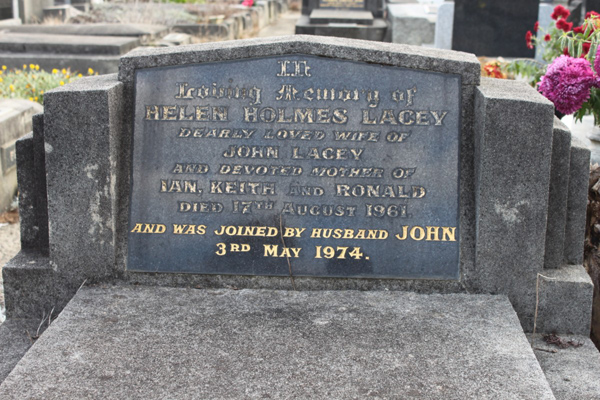 In
Loving Memory of
HELEN HOLMES LACEY
DEARLY LOVED WIFE OF
JOHN LACEY
AND DEVOTED MOTHER OF
IAN, KEITH AND RONALD
DIED 17TH AUGUST 1961.
AND WAS JOINED BY HUSBAND JOHN
3RD MAY 1974.